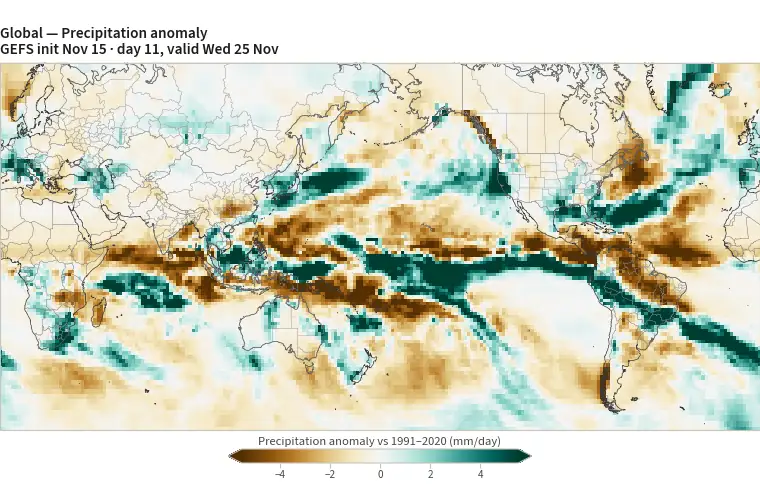 Global — Precipitation anomaly
GEFS init Nov 15 · day 11, valid Wed 25 Nov
Precipitation anomaly vs 1991–2020 (mm/day)
−4 −2 0 2 4